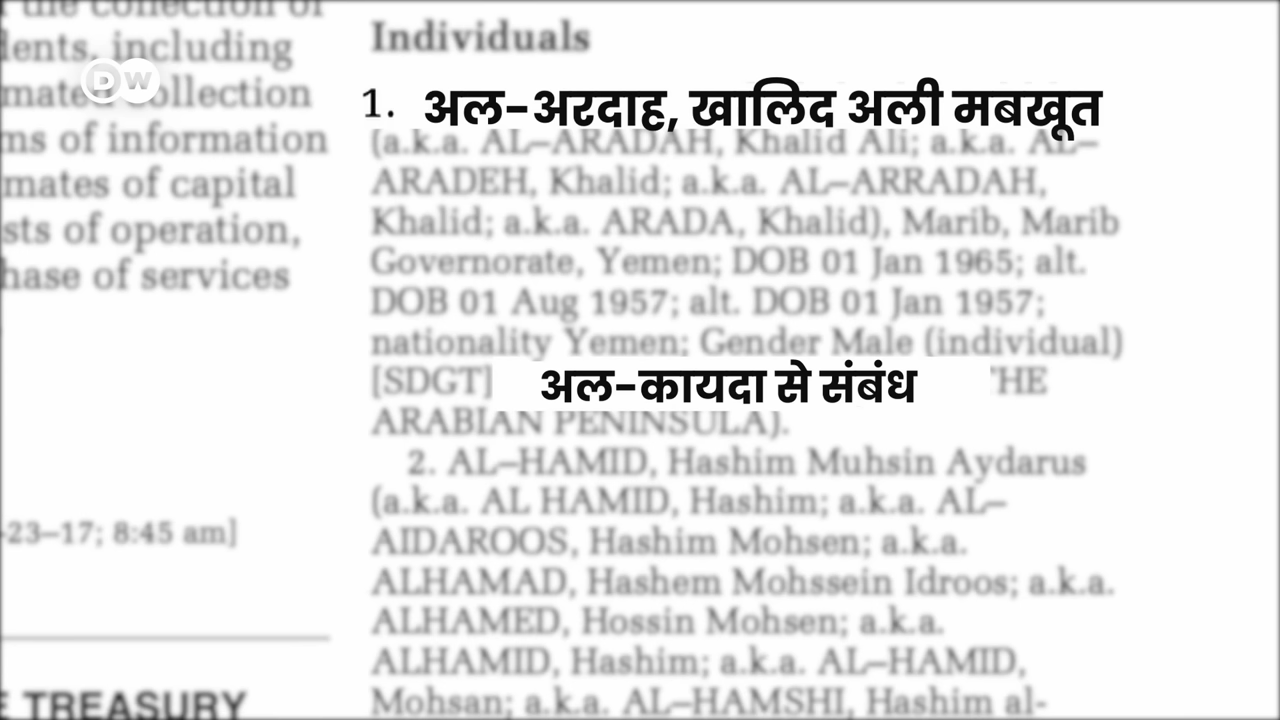 the collection of
dents, including
mated collection
ms of information
mates of capital
sts of operation,
hase of services
-23–17; 8:45 am]
E TREASURY
DW
Individuals
1. अल-अरदाह, खालिद अली मबखूत
(a.k.a. AL–ARADAH, Khalid Ali; a.k.a. AL–
ARADEH, Khalid; a.k.a. AL–ARRADAH,
Khalid; a.k.a. ARADA, Khalid), Marib, Marib
Governorate, Yemen; DOB 01 Jan 1965; alt.
DOB 01 Aug 1957; alt. DOB 01 Jan 1957;
nationality Yemen; Gender Male (individual)
[SDGT] अल-कायदा से संबंध THE
ARABIAN PENINSULA).
2. AL–HAMID, Hashim Muhsin Aydarus
(a.k.a. AL HAMID, Hashim; a.k.a. AL–
AIDAROOS, Hashim Mohsen; a.k.a.
ALHAMAD, Hashem Mohssein Idroos; a.k.a.
ALHAMED, Hossin Mohsen; a.k.a.
ALHAMID, Hashim; a.k.a. AL–HAMID,
Mohsan; a.k.a. AL–HAMSHI, Hashim al-